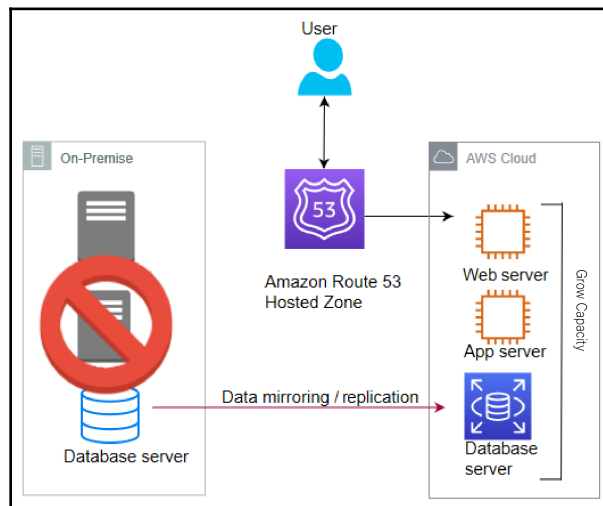 User
On-Premise
AWS Cloud
53
Web server
Amazon Route 53
Hosted Zone
Grow Capacity
App server
Data mirroring / replication
Database server
Database
server